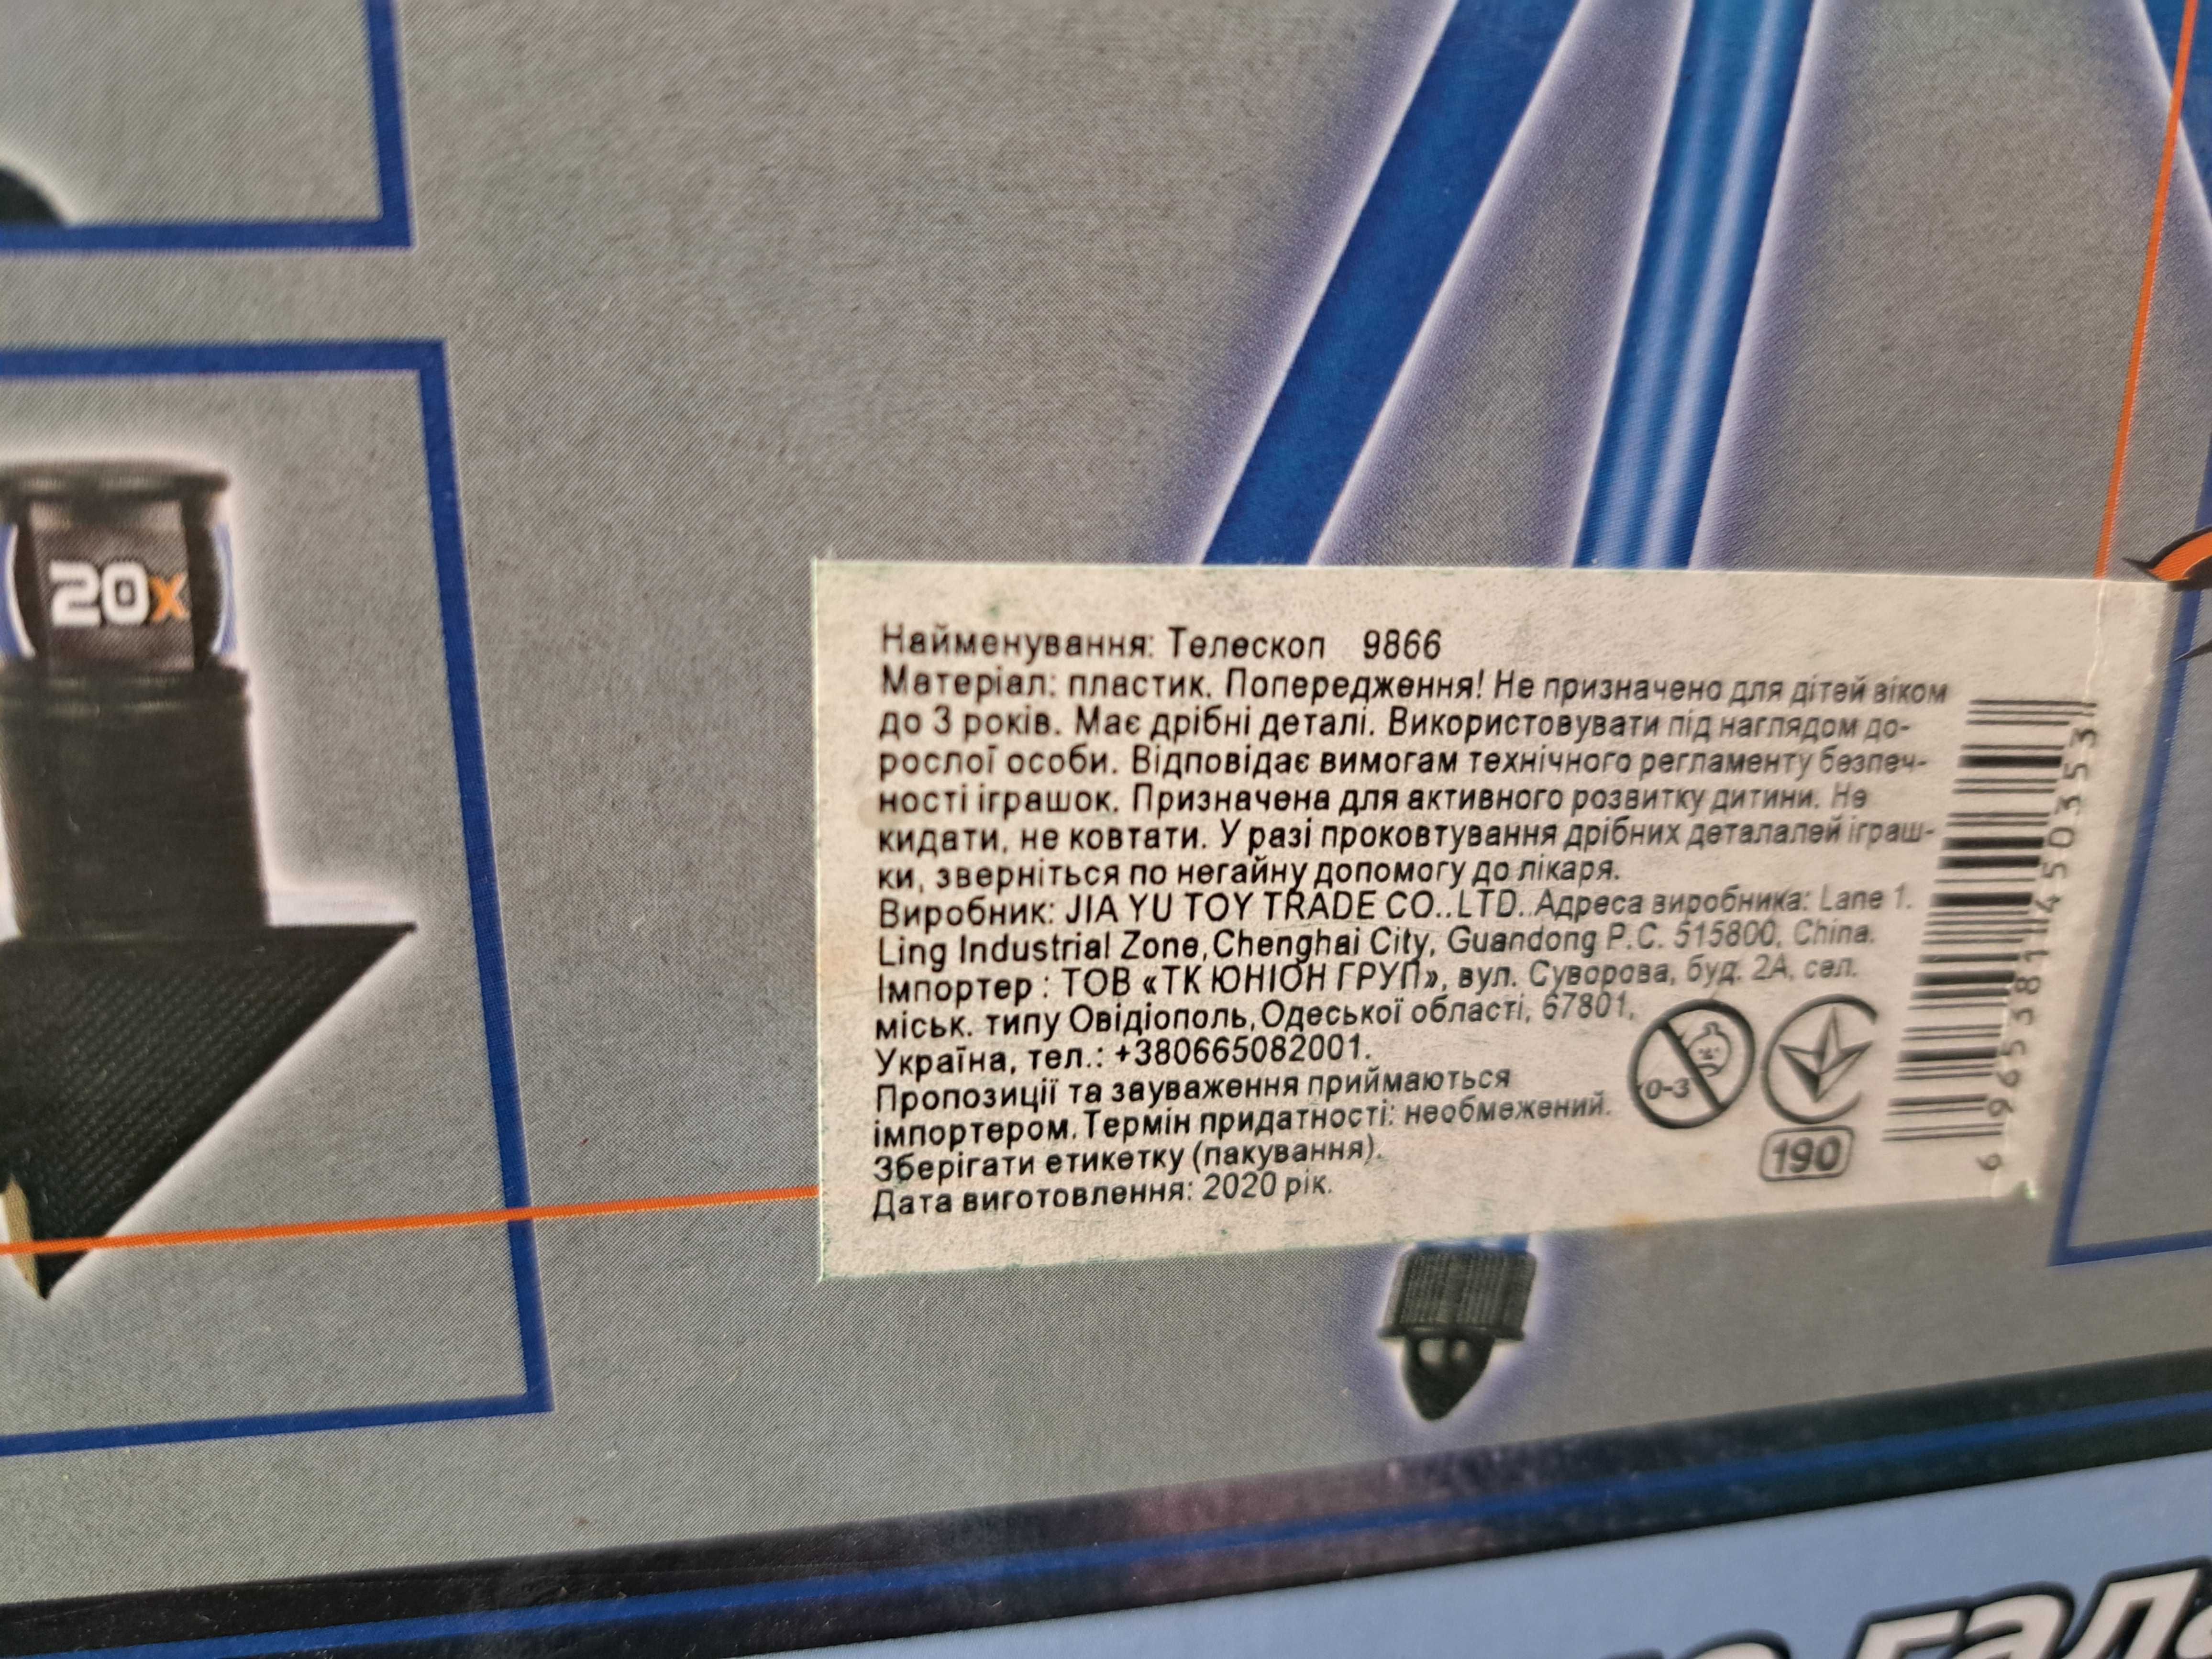 20x
Найменування: Телескоп 9866
Матеріал: пластик. Попередження! Не призначено для дітей віком
до 3 років. Має дрібні деталі. Використовувати під наглядом до-
рослої особи. Відповідає вимогам технічного регламенту безпеч-
ності іграшок. Призначена для активного розвитку дитини. Не
кидати, не ковтати. У разі проковтування дрібних деталалей іграш-
ки, зверніться по негайну допомогу до лікаря.
Виробник: JIA YU TOY TRADE CO..LTD. Адреса виробника: Lane 1.
Ling Industrial Zone, Chenghai City, Guandong P.C. 515800, China.
Імпортер : ТОВ «ТК ЮНІОН ГРУП», вул. Суворова, буд. 2А, сел.
міськ. типу Овідіополь, Одеської області, 67801,
Україна, тел.: +380665082001.
Пропозиції та зауваження приймаються
імпортером. Термін придатності: необмежений.
Зберігати етикетку (пакування).
Дата виготовлення: 2020 рік.
0-3
190
6 965381 450353